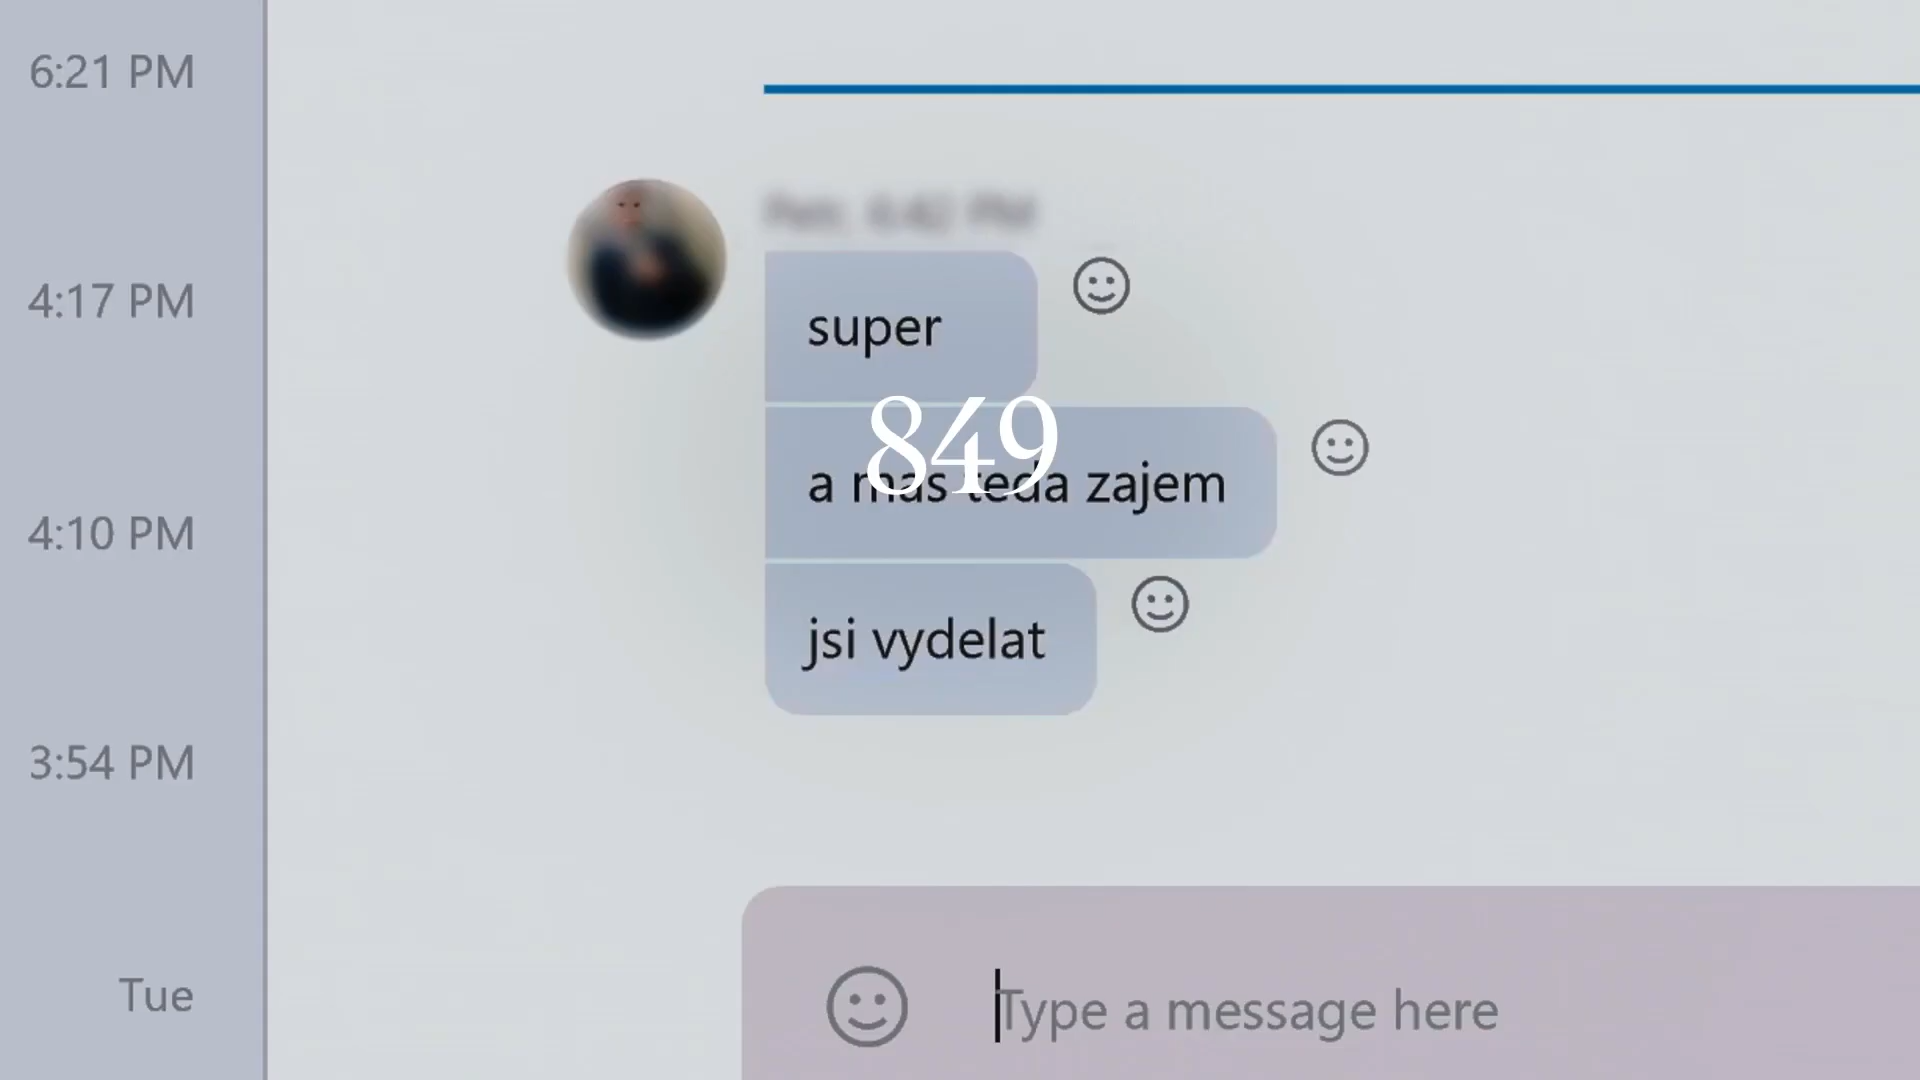 6:21 PM
4:17 PM
4:10 PM
3:54 PM
Tue
super
849
a mas teda zajem
jsi vydelat
Type a message here